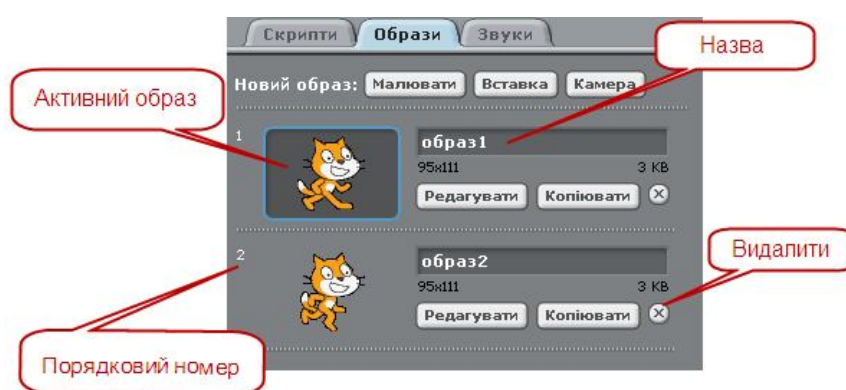 Скрипти Образи Звуки
Назва
Новий образ: Малювати Вставка Камера
Активний образ
1
образ1
95x111 3 KB
Редагувати Копіювати
2
образ2
Видалити
95x111 3 KB
Редагувати Копіювати
Порядковий номер